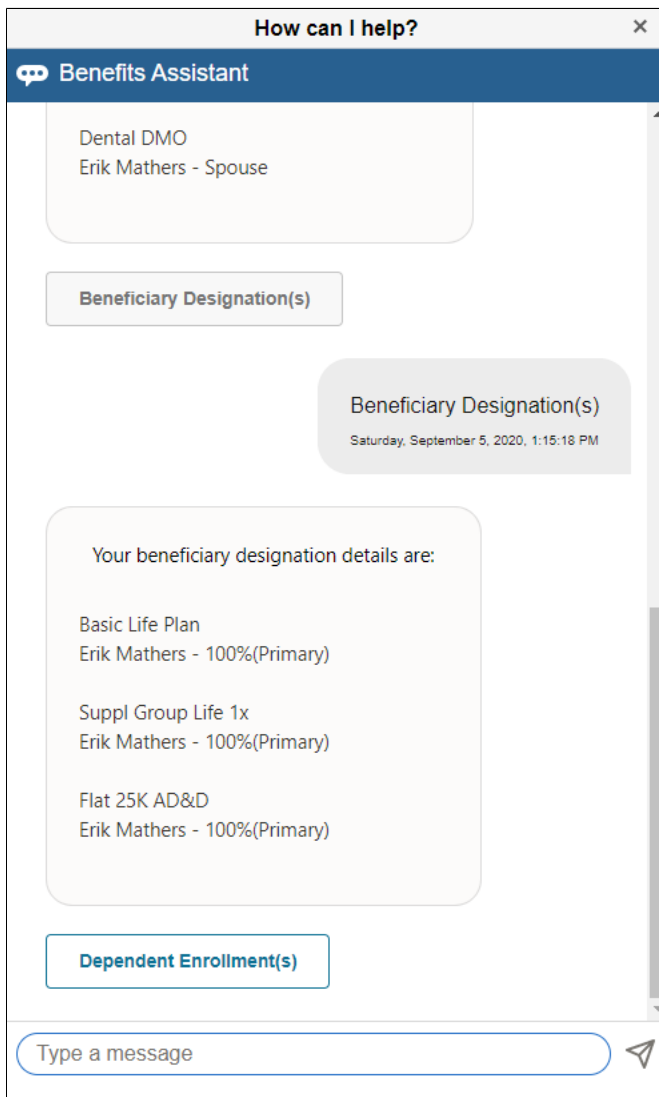 How can I help?
Benefits Assistant
Dental DMO
Erik Mathers - Spouse
Beneficiary Designation(s)
Beneficiary Designation(s)
Saturday, September 5, 2020, 1:15:18 PM
Your beneficiary designation details are:
Basic Life Plan
Erik Mathers - 100%(Primary)
Suppl Group Life 1x
Erik Mathers - 100%(Primary)
Flat 25K AD&D
Erik Mathers - 100%(Primary)
Dependent Enrollment(s)
Type a message